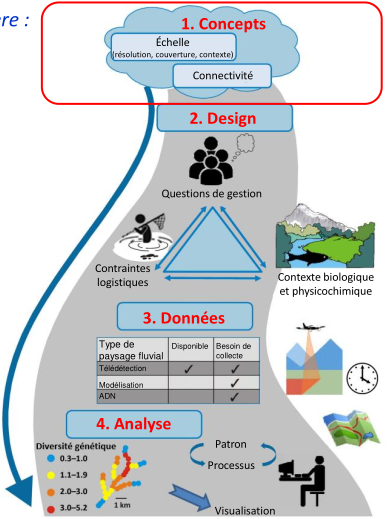 ère :
1. Concepts
Échelle
(résolution, couverture, contexte)
Connectivité
2. Design
Questions de gestion
Contraintes
logistiques
Contexte biologique
et physicochimique
3. Données
Type de
paysage fluvial
Disponible
Besoin de
collecte
Télédétection ✓ ✓
Modélisation ✓
ADN ✓
4. Analyse
Diversité génétique
0.3–1.0
1.1–1.9
2.0–3.0
3.0–5.2
1 km
Patron
Processus
Visualisation